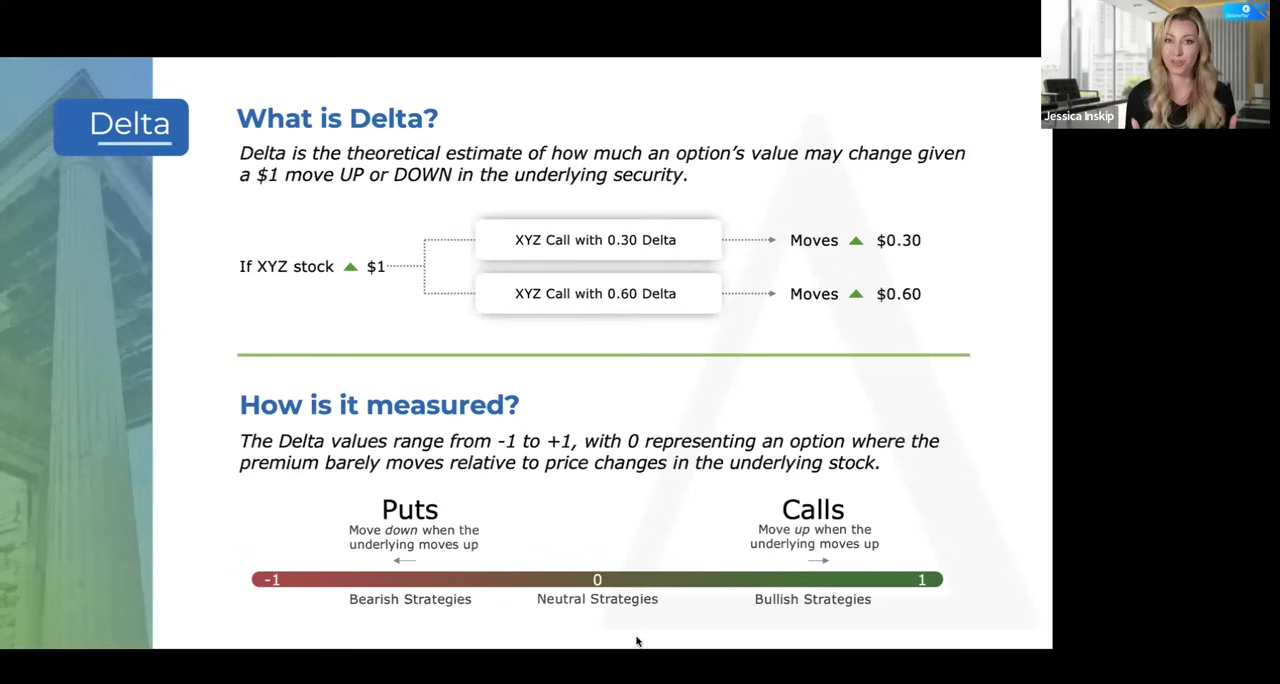 Jessica Inskip
Delta
What is Delta?
Delta is the theoretical estimate of how much an option’s value may change given
a $1 move UP or DOWN in the underlying security.
XYZ Call with 0.30 Delta
Moves ▲ $0.30
If XYZ stock ▲ $1
XYZ Call with 0.60 Delta
Moves ▲ $0.60
How is it measured?
The Delta values range from -1 to +1, with 0 representing an option where the
premium barely moves relative to price changes in the underlying stock.
Puts
Move down when the
underlying moves up
Calls
Move up when the
underlying moves up
-1 0 1
Bearish Strategies
Neutral Strategies
Bullish Strategies